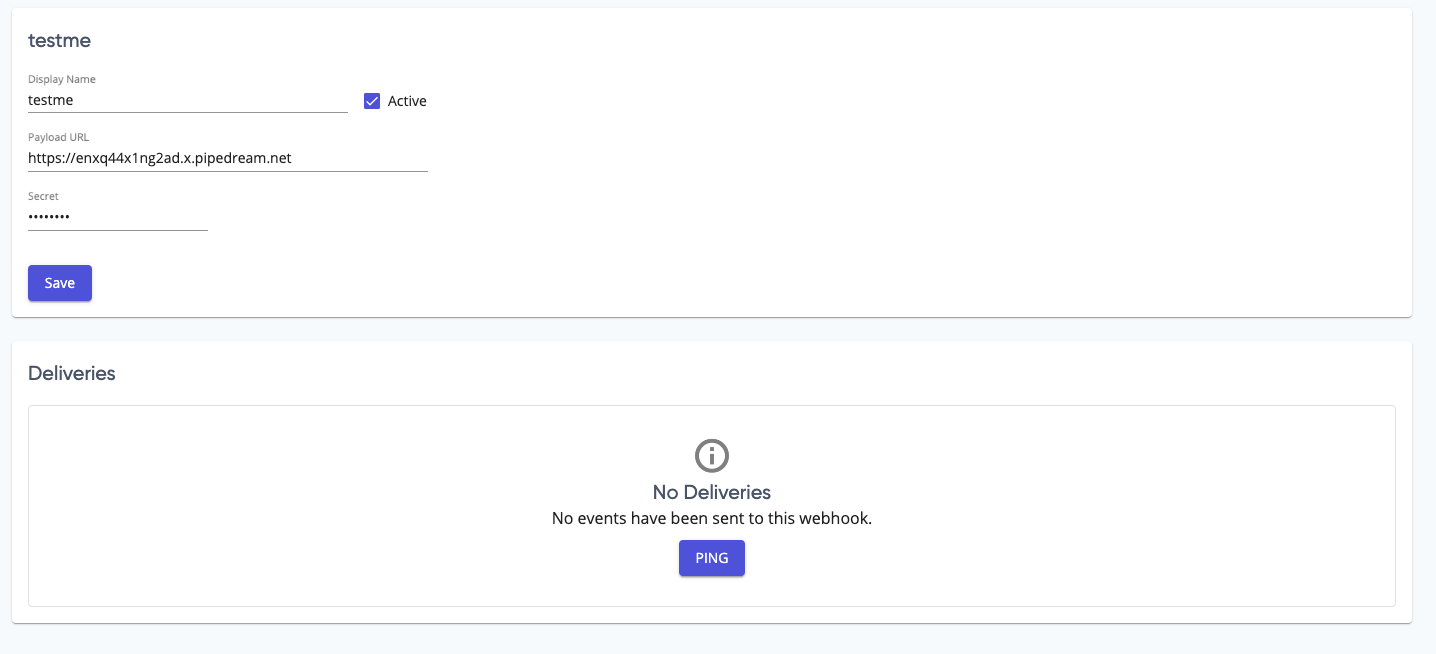 testme
Display Name
testme
Active
Payload URL
https://enxq44x1ng2ad.x.pipedream.net
Secret
••••••••
Save
Deliveries
No Deliveries
No events have been sent to this webhook.
PING